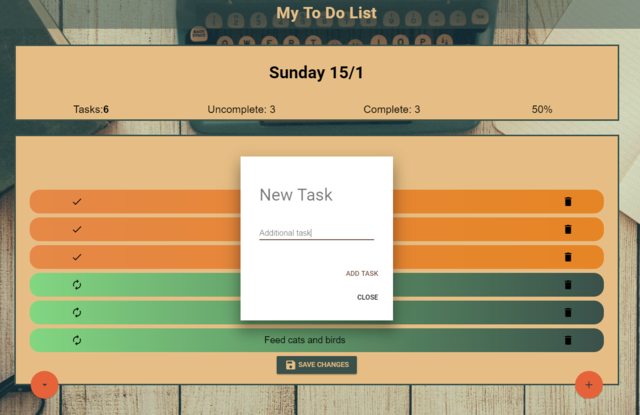 My To Do List
Sunday 15/1
Tasks:6 Uncomplete: 3 Complete: 3 50%
New Task
Additional task
ADD TASK
CLOSE
Feed cats and birds
SAVE CHANGES